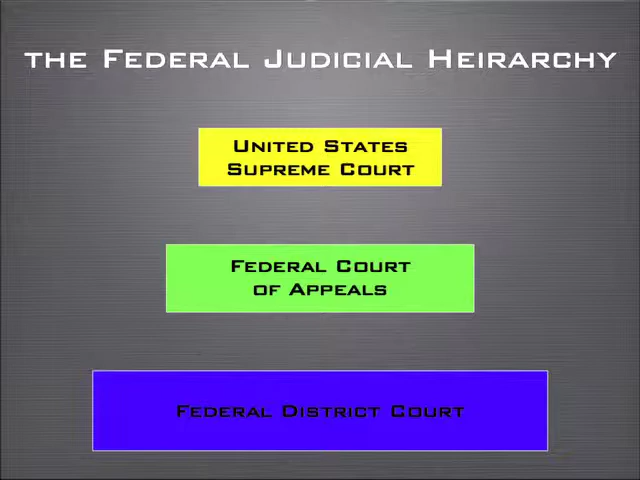 the Federal Judicial Heirarchy
United States
Supreme Court
Federal Court
of Appeals
Federal District Court